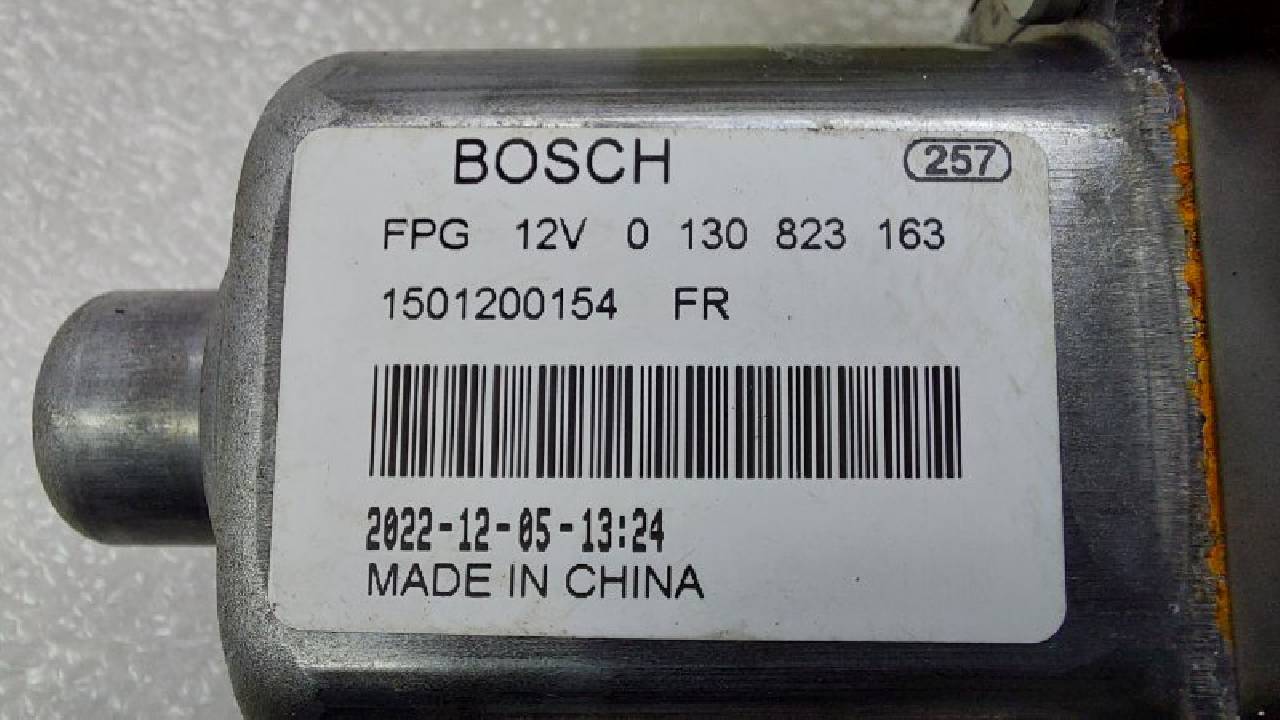 BOSCH 257
FPG 12V 0 130 823 163
1501200154 FR
2022-12-05-13:24
MADE IN CHINA